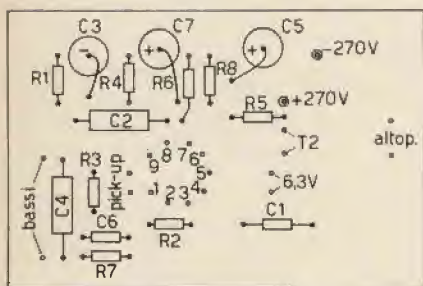 C3
C7
C5
-
+
+
-270V
R1
R4
R6
R8
+270V
C2
R5
T2
altop.
8 7 6
9
5
R3
pick-up
6,3V
bassi
C4
1 2 3 4
C6
R2
C1
R7